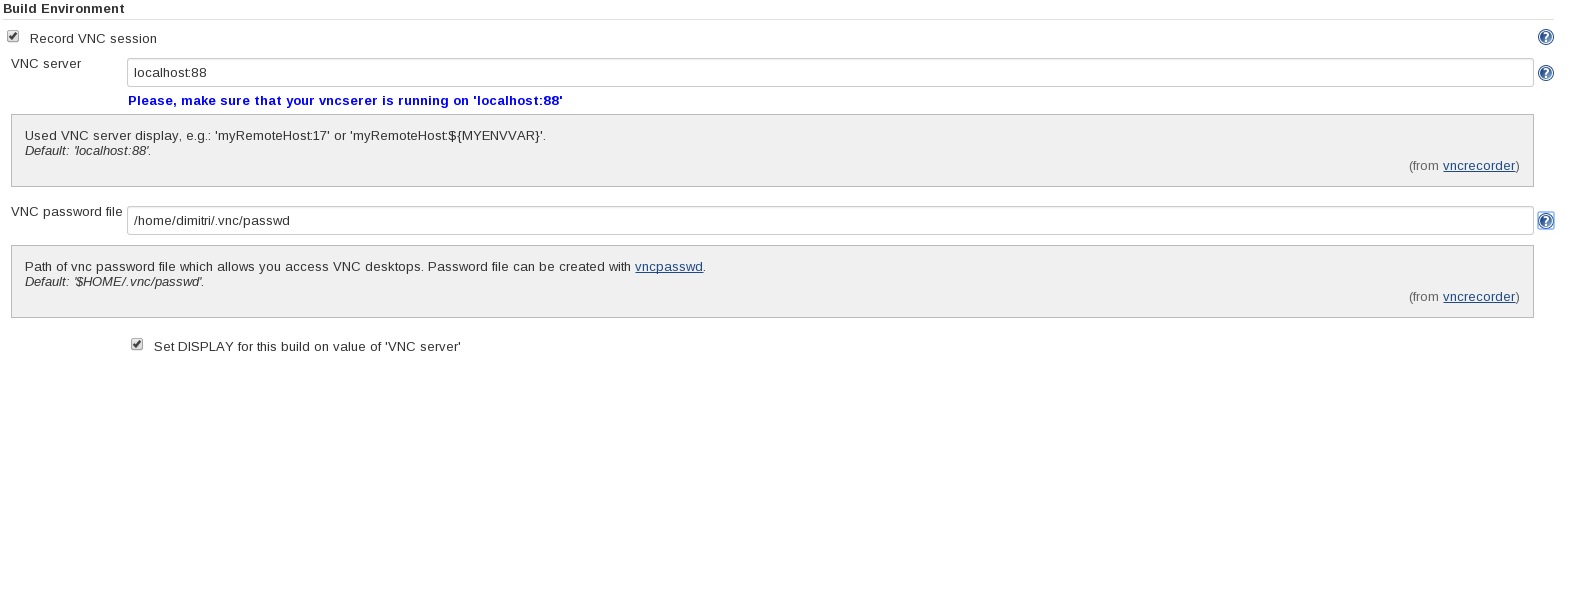 Build Environment
Record VNC session
VNC server
localhost:88
Please, make sure that your vncserer is running on 'localhost:88'
Used VNC server display, e.g.: 'myRemoteHost:17' or 'myRemoteHost:${MYENVVAR}'.
Default: 'localhost:88'.
(from vncrecorder)
VNC password file
/home/dimitri/.vnc/passwd
Path of vnc password file which allows you access VNC desktops. Password file can be created with vncpasswd.
Default: '$HOME/.vnc/passwd'.
(from vncrecorder)
Set DISPLAY for this build on value of 'VNC server'